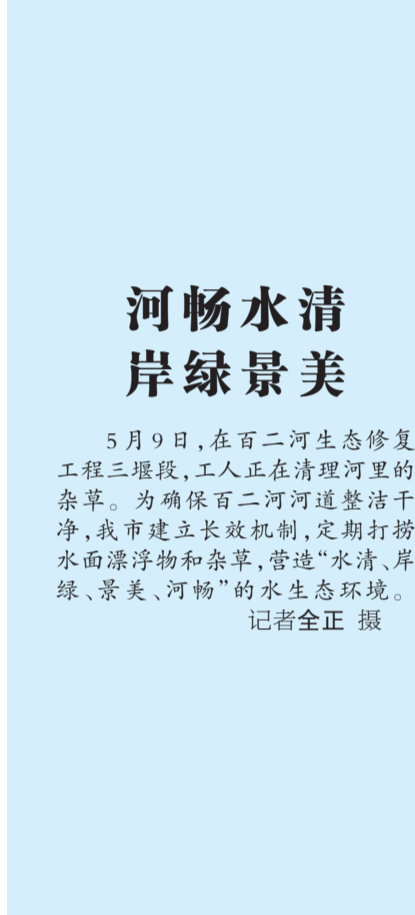 河畅水清
岸绿景美
5月9日,在百二河生态修复
工程三堰段,工人正在清理河里的
杂草。为确保百二河河道整洁干
净,我市建立长效机制,定期打捞
水面漂浮物和杂草,营造“水清、岸
绿、景美、河畅”的水生态环境。
记者全正 摄